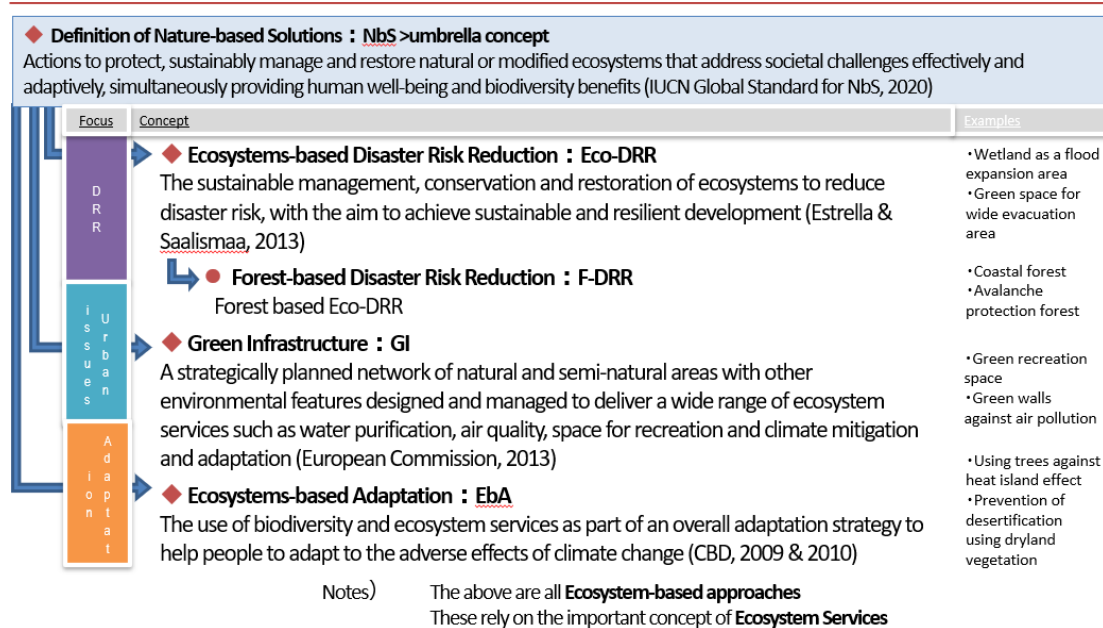 ◆ Definition of Nature-based Solutions：NbS >umbrella concept
Actions to protect, sustainably manage and restore natural or modified ecosystems that address societal challenges effectively and
adaptively, simultaneously providing human well-being and biodiversity benefits (IUCN Global Standard for NbS, 2020)
Focus
Concept
Examples
DRR
◆ Ecosystems-based Disaster Risk Reduction：Eco-DRR
The sustainable management, conservation and restoration of ecosystems to reduce
disaster risk, with the aim to achieve sustainable and resilient development (Estrella &
Saalismaa, 2013)
・Wetland as a flood
expansion area
・Green space for
wide evacuation
area
● Forest-based Disaster Risk Reduction：F-DRR
Forest based Eco-DRR
・Coastal forest
・Avalanche
protection forest
Urban
issues
◆ Green Infrastructure：GI
A strategically planned network of natural and semi-natural areas with other
environmental features designed and managed to deliver a wide range of ecosystem
services such as water purification, air quality, space for recreation and climate mitigation
and adaptation (European Commission, 2013)
・Green recreation
space
・Green walls
against air pollution
Adaptat
ion
◆ Ecosystems-based Adaptation：EbA
The use of biodiversity and ecosystem services as part of an overall adaptation strategy to
help people to adapt to the adverse effects of climate change (CBD, 2009 & 2010)
・Using trees against
heat island effect
・Prevention of
desertification
using dryland
vegetation
Notes） The above are all Ecosystem-based approaches
These rely on the important concept of Ecosystem Services